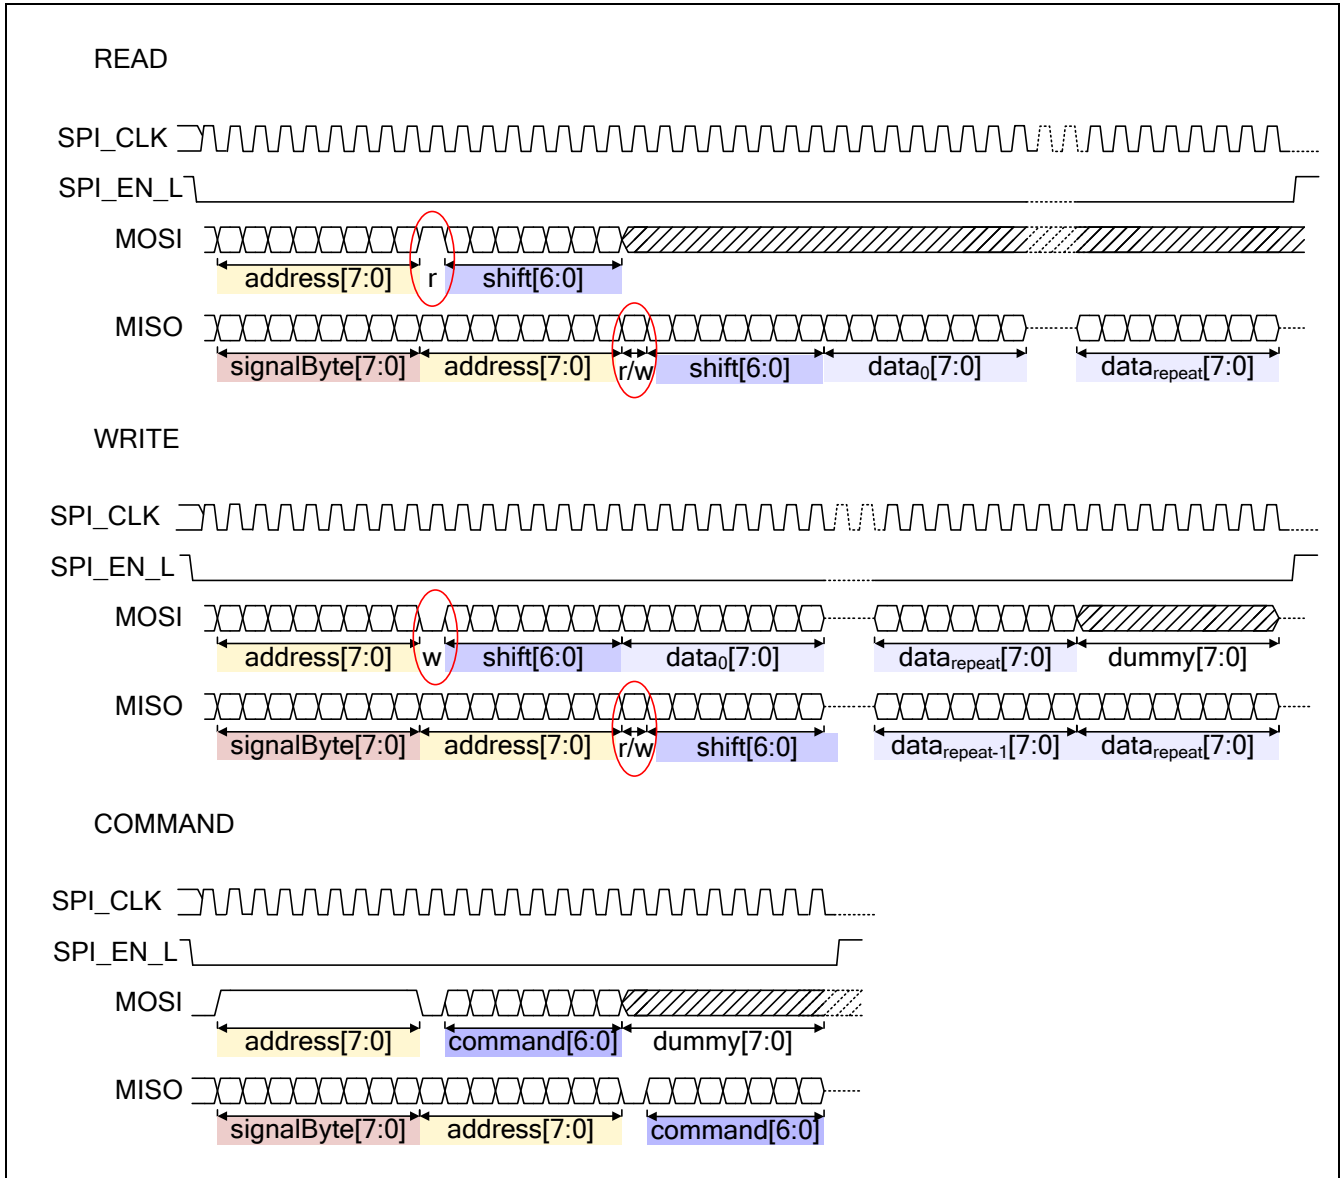 READ
SPI_CLK
SPI_EN_L
MOSI
address[7:0] r shift[6:0]
MISO
signalByte[7:0] address[7:0] r/w shift[6:0] data0[7:0] datarepeat[7:0]
WRITE
SPI_CLK
SPI_EN_L
MOSI
address[7:0] w shift[6:0] data0[7:0] datarepeat[7:0] dummy[7:0]
MISO
signalByte[7:0] address[7:0] r/w shift[6:0] datarepeat-1[7:0] datarepeat[7:0]
COMMAND
SPI_CLK
SPI_EN_L
MOSI
address[7:0] command[6:0] dummy[7:0]
MISO
signalByte[7:0] address[7:0] command[6:0]